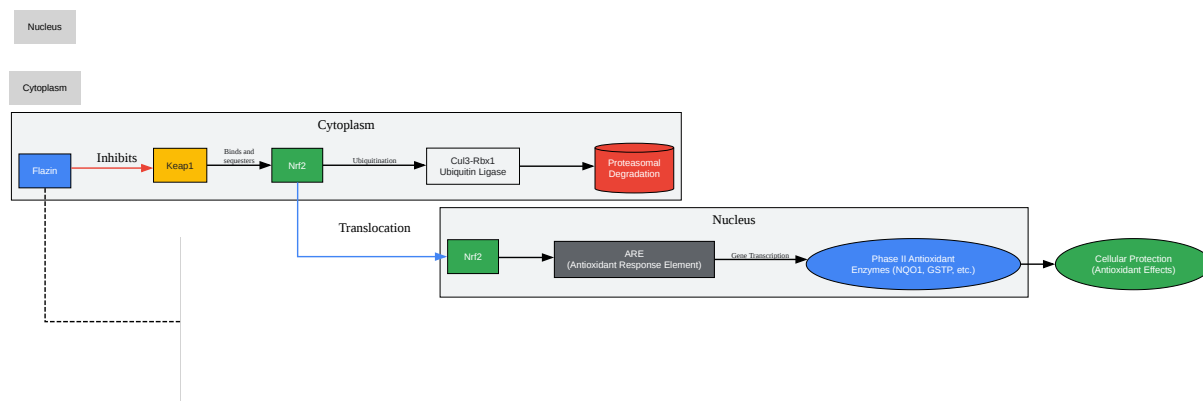 Nucleus
Cytoplasm
Cytoplasm
Flazin
Inhibits
Keap1
Binds and
sequesters
Nrf2
Ubiquitination
Cul3-Rbx1
Ubiquitin Ligase
Proteasomal
Degradation
Translocation
Nucleus
Nrf2
ARE
(Antioxidant Response Element)
Gene Transcription
Phase II Antioxidant
Enzymes (NQO1, GSTP, etc.)
Cellular Protection
(Antioxidant Effects)